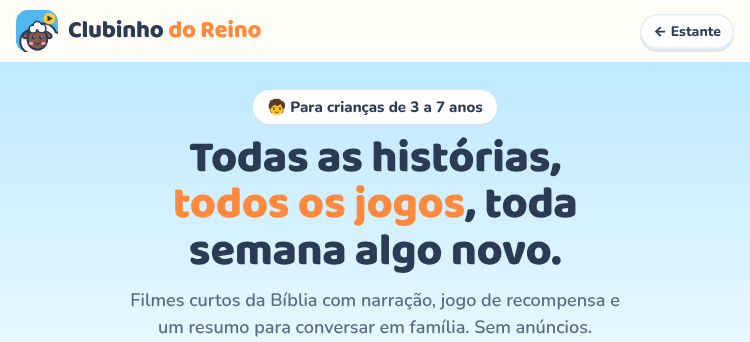 Clubinho do Reino
← Estante
🧒 Para crianças de 3 a 7 anos
Todas as histórias,
todos os jogos, toda
semana algo novo.
Filmes curtos da Bíblia com narração, jogo de recompensa e
um resumo para conversar em família. Sem anúncios.